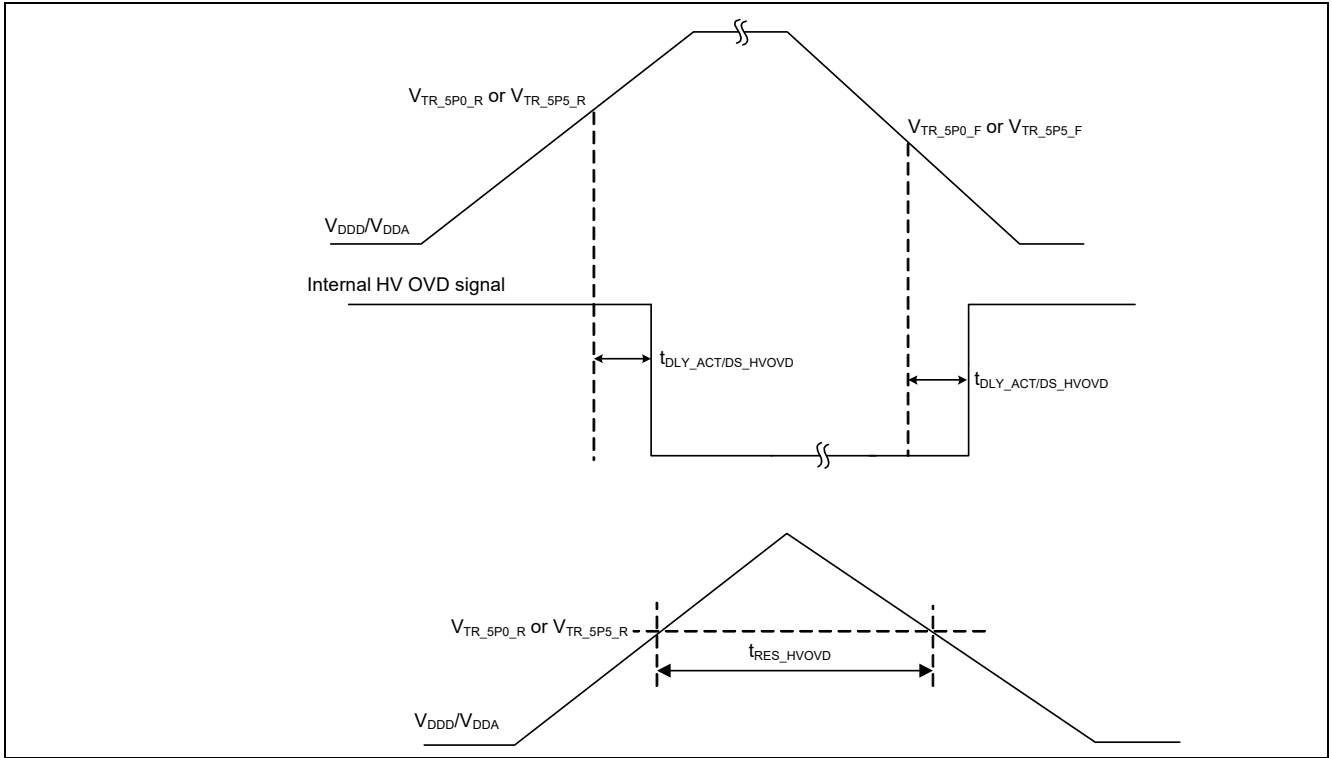 VTR_5P0_R or VTR_5P5_R
VTR_5P0_F or VTR_5P5_F
VDDD/VDDA
Internal HV OVD signal
tDLY_ACT/DS_HVOVD
tDLY_ACT/DS_HVOVD
VTR_5P0_R or VTR_5P5_R
tRES_HVOVD
VDDD/VDDA